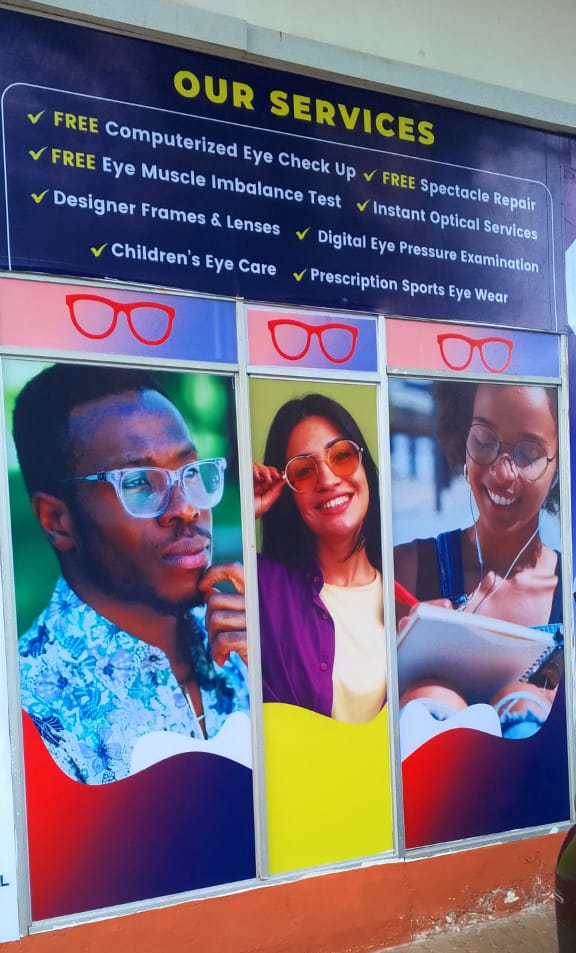 OUR SERVICES
✓ FREE Computerized Eye Check Up ✓ FREE Spectacle Repair
✓ FREE Eye Muscle Imbalance Test ✓ Instant Optical Services
✓ Designer Frames & Lenses ✓ Digital Eye Pressure Examination
✓ Children's Eye Care ✓ Prescription Sports Eye Wear
L